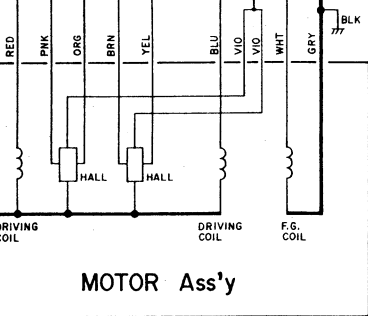 RED PNK ORG BRN YEL BLU VIO VIO WHT GRY BLK
HALL HALL
DRIVING COIL
DRIVING COIL
F.G. COIL
MOTOR Ass'y